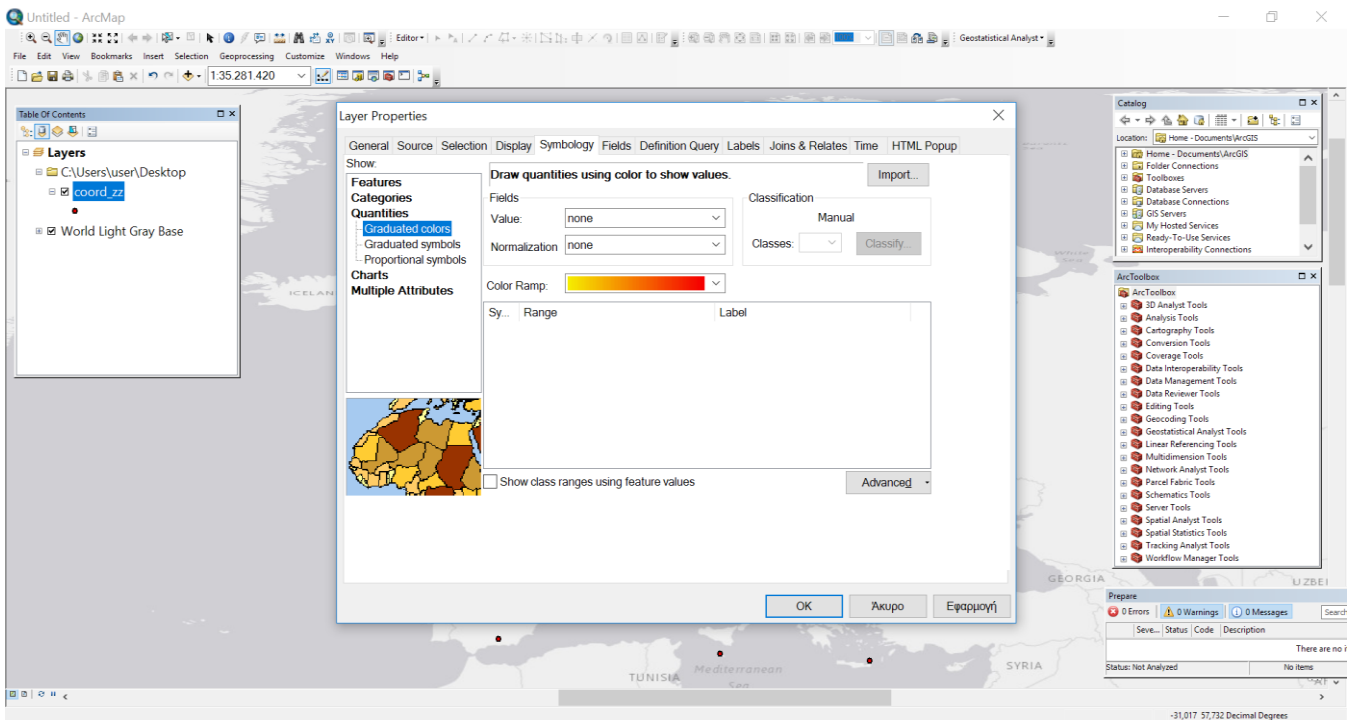 Untitled - ArcMap
Editor
Geostatistical Analyst
File Edit View Bookmarks Insert Selection Geoprocessing Customize Windows Help
1:35.281.420
Table Of Contents
Layers
C:\Users\user\Desktop
coord_zz
World Light Gray Base
Layer Properties
General Source Selection Display Symbology Fields Definition Query Labels Joins & Relates Time HTML Popup
Show:
Features
Categories
Quantities
Graduated colors
Graduated symbols
Proportional symbols
Charts
Multiple Attributes
Draw quantities using color to show values.
Import...
Fields
Value: none
Normalization none
Classification
Manual
Classes:
Classify...
Color Ramp:
Sy... Range Label
Show class ranges using feature values
Advanced
OK Άκυρο Εφαρμογή
Catalog
Location: Home - Documents\ArcGIS
Home - Documents\ArcGIS
Folder Connections
Toolboxes
Database Servers
Database Connections
GIS Servers
My Hosted Services
Ready-To-Use Services
Interoperability Connections
ArcToolbox
ArcToolbox
3D Analyst Tools
Analysis Tools
Cartography Tools
Conversion Tools
Coverage Tools
Data Interoperability Tools
Data Management Tools
Data Reviewer Tools
Editing Tools
Geocoding Tools
Geostatistical Analyst Tools
Linear Referencing Tools
Multidimension Tools
Network Analyst Tools
Parcel Fabric Tools
Schematics Tools
Server Tools
Spatial Analyst Tools
Spatial Statistics Tools
Tracking Analyst Tools
Workflow Manager Tools
Prepare
0 Errors 0 Warnings 0 Messages Search
Seve... Status Code Description
There are no i
Status: Not Analyzed No items
White
Sea
ICELAN
GEORGIA
UZBEI
SYRIA
TUNISIA
Mediterranean
Sea
-31,017 57,732 Decimal Degrees